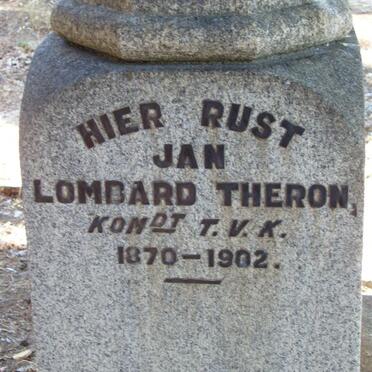 HIER RUST
JAN
LOMBARD THERON,
KONDT T.V.K.
1870-1902.